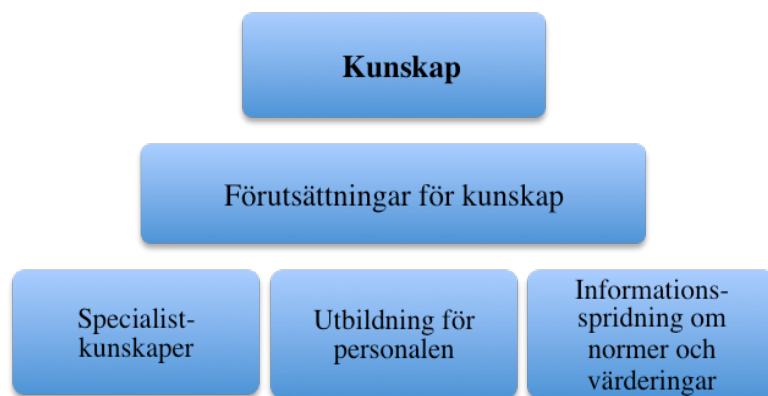 Kunskap
Förutsättningar för kunskap
Specialist-
kunskaper
Utbildning för
personalen
Informations-
spridning om
normer och
värderingar